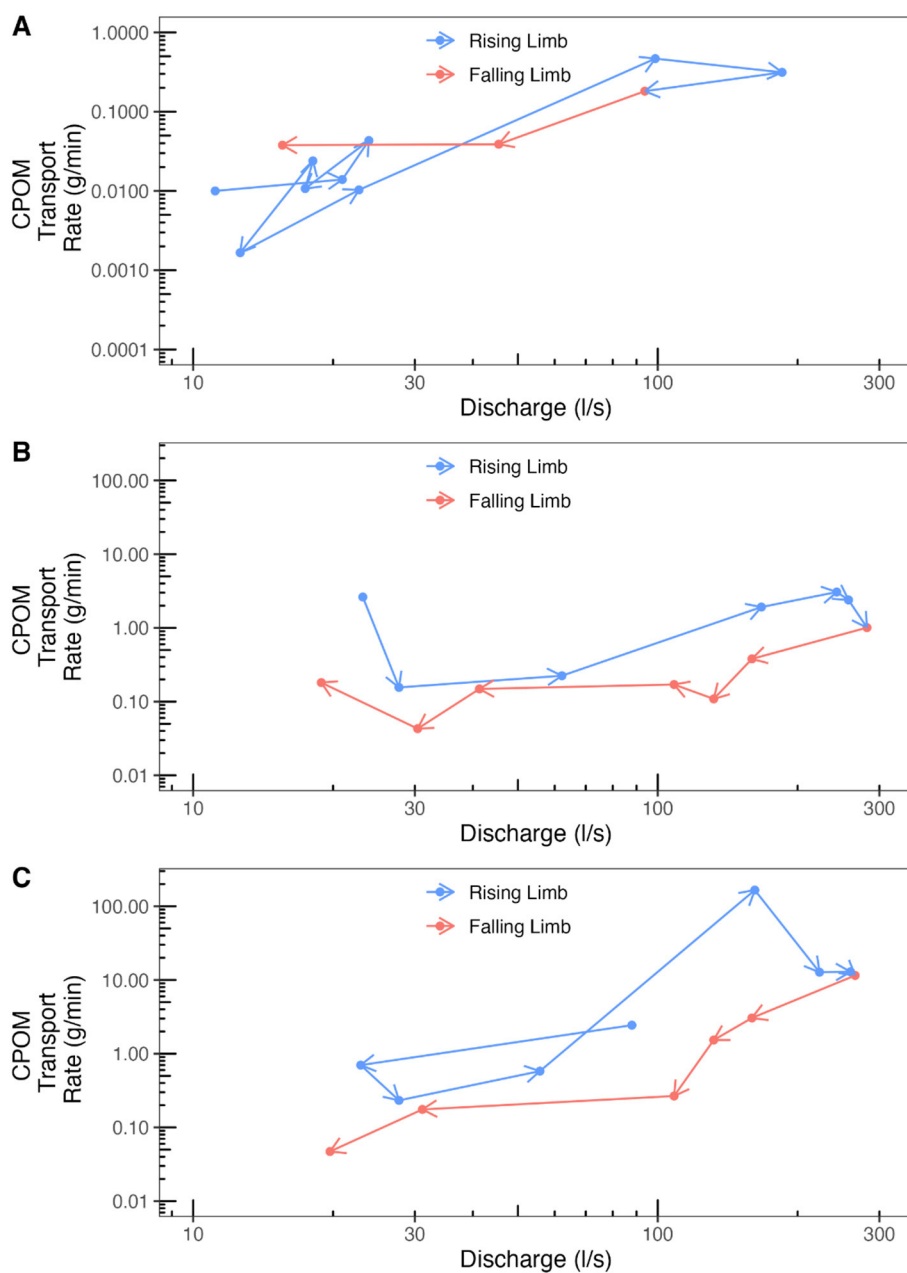 A
1.0000
0.1000
0.0100
0.0010
0.0001
CPOM
Transport
Rate (g/min)
Rising Limb
Falling Limb
10
30
100
300
Discharge (l/s)
B
100.00
10.00
1.00
0.10
0.01
CPOM
Transport
Rate (g/min)
Rising Limb
Falling Limb
10
30
100
300
Discharge (l/s)
C
100.00
10.00
1.00
0.10
0.01
CPOM
Transport
Rate (g/min)
Rising Limb
Falling Limb
10
30
100
300
Discharge (l/s)